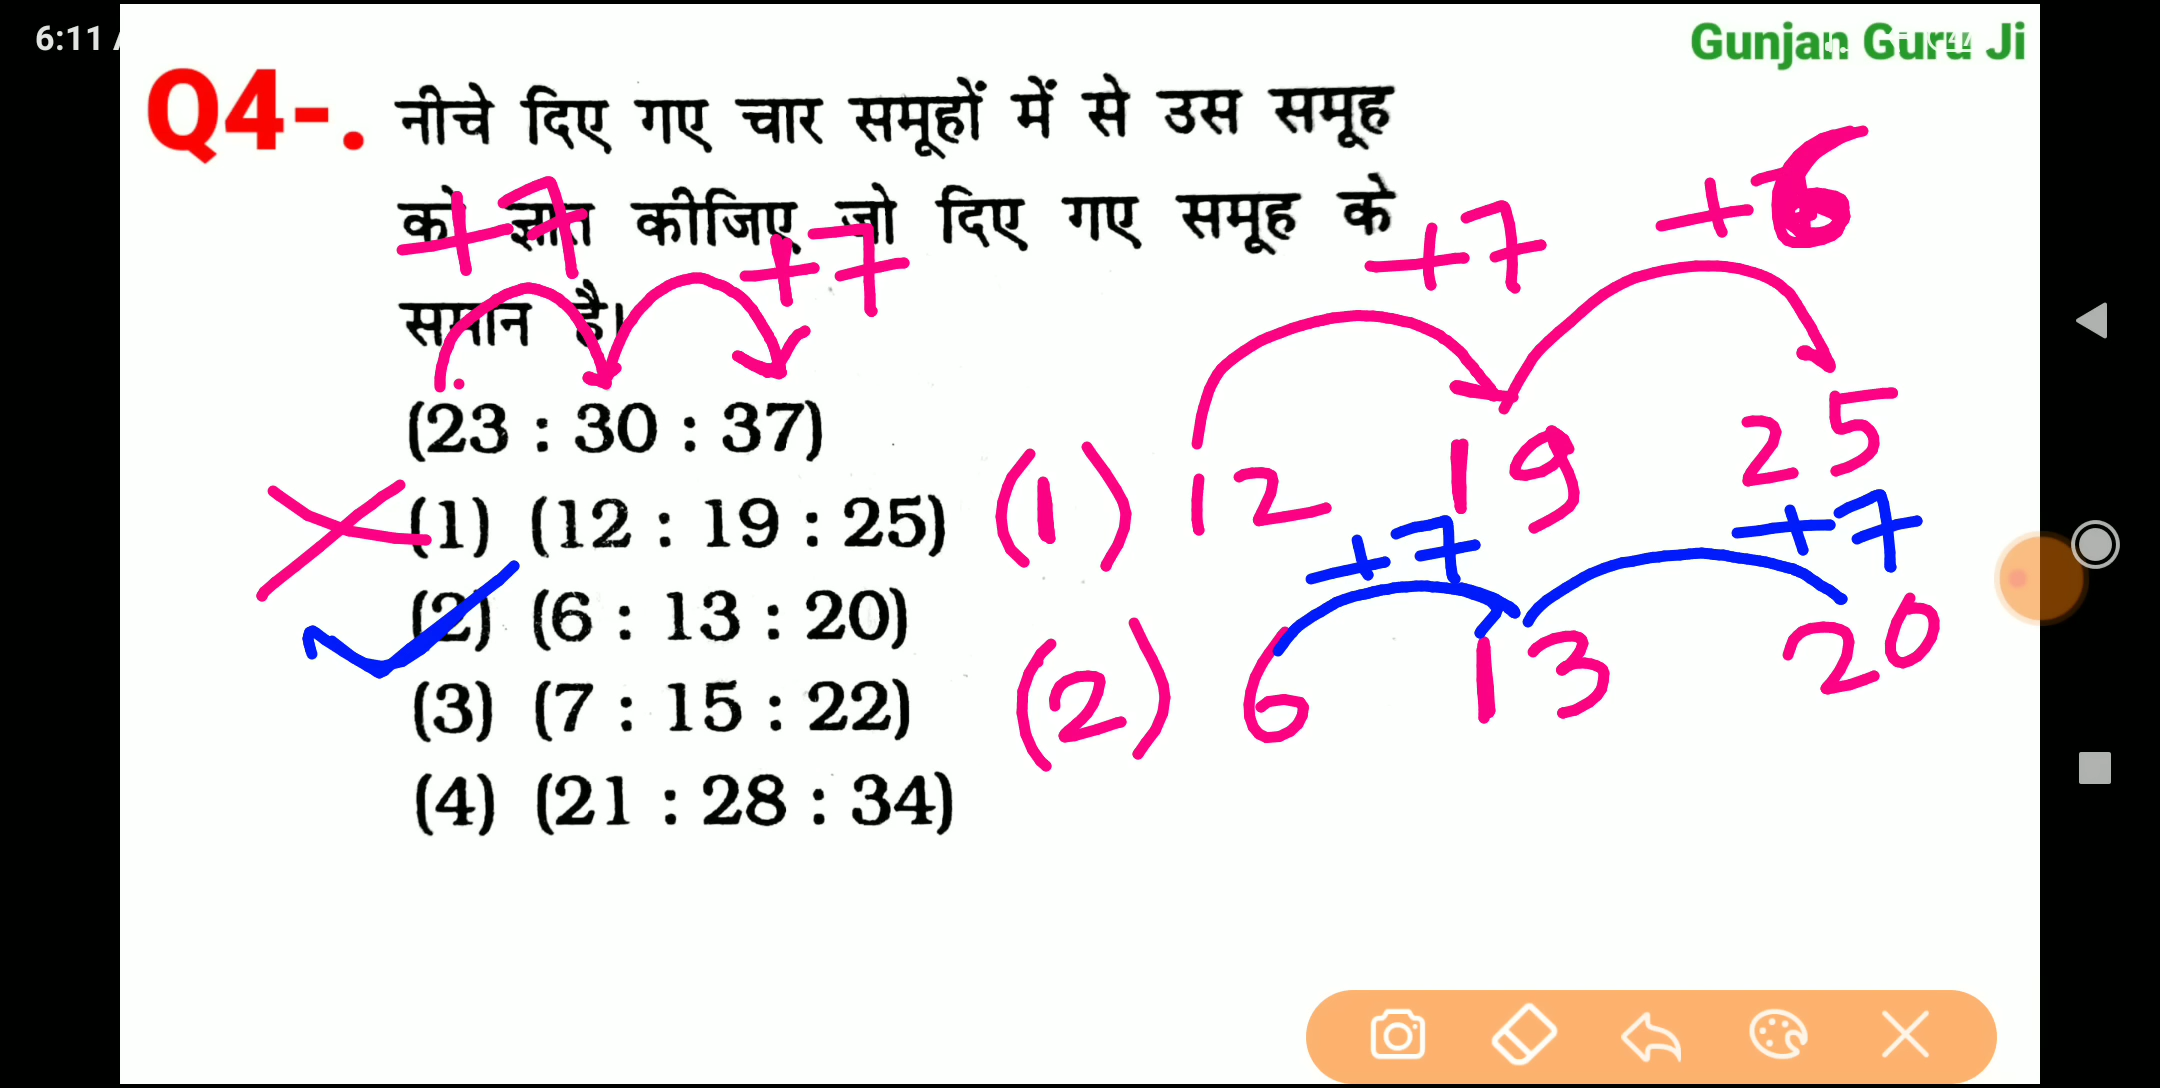 6:11
Gunjan Guru Ji
Q4-. नीचे दिए गए चार समूहों में से उस समूह
को ज्ञात कीजिए जो दिए गए समूह के
समान है।
+7 +7
(23 : 30 : 37)
(1) (12 : 19 : 25)
(2) (6 : 13 : 20)
(3) (7 : 15 : 22)
(4) (21 : 28 : 34)
+7 +6
(1) 12 19 25
+7 +7
(2) 6 13 20